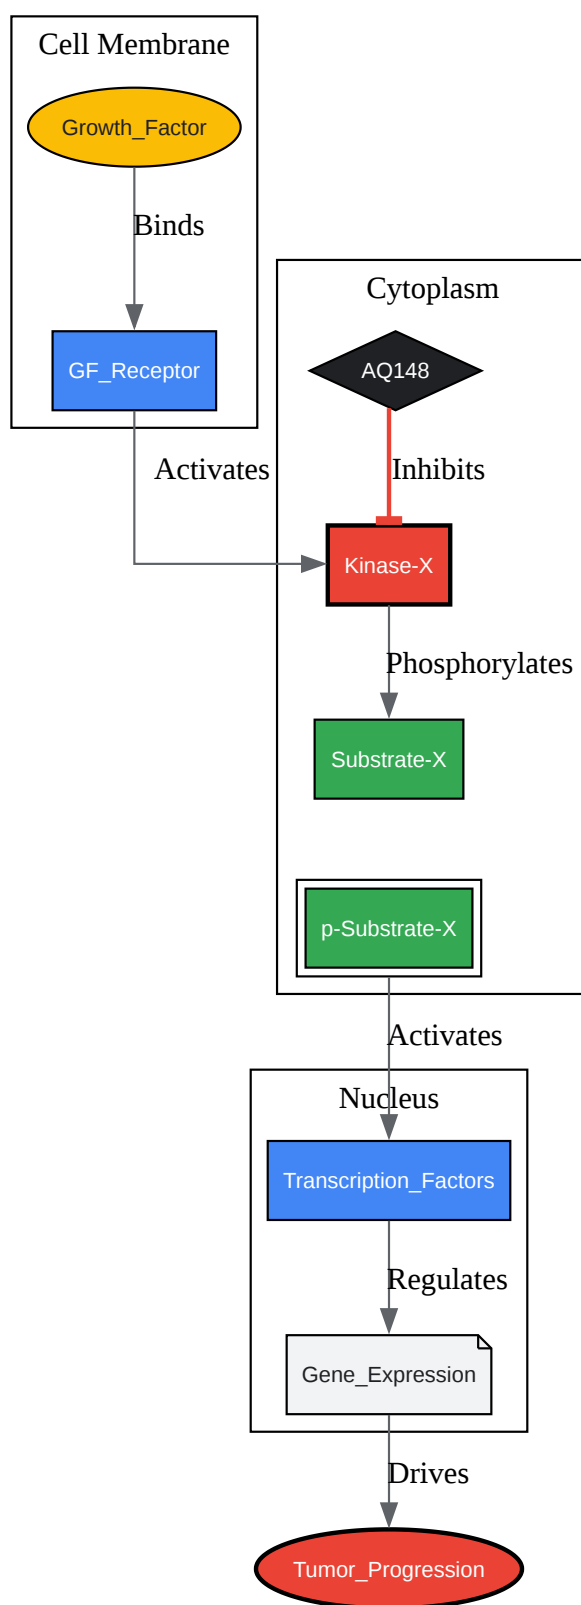 Cell Membrane
Growth_Factor
Binds
GF_Receptor
Activates
Cytoplasm
AQ148
Inhibits
Kinase-X
Phosphorylates
Substrate-X
p-Substrate-X
Activates
Nucleus
Transcription_Factors
Regulates
Gene_Expression
Drives
Tumor_Progression